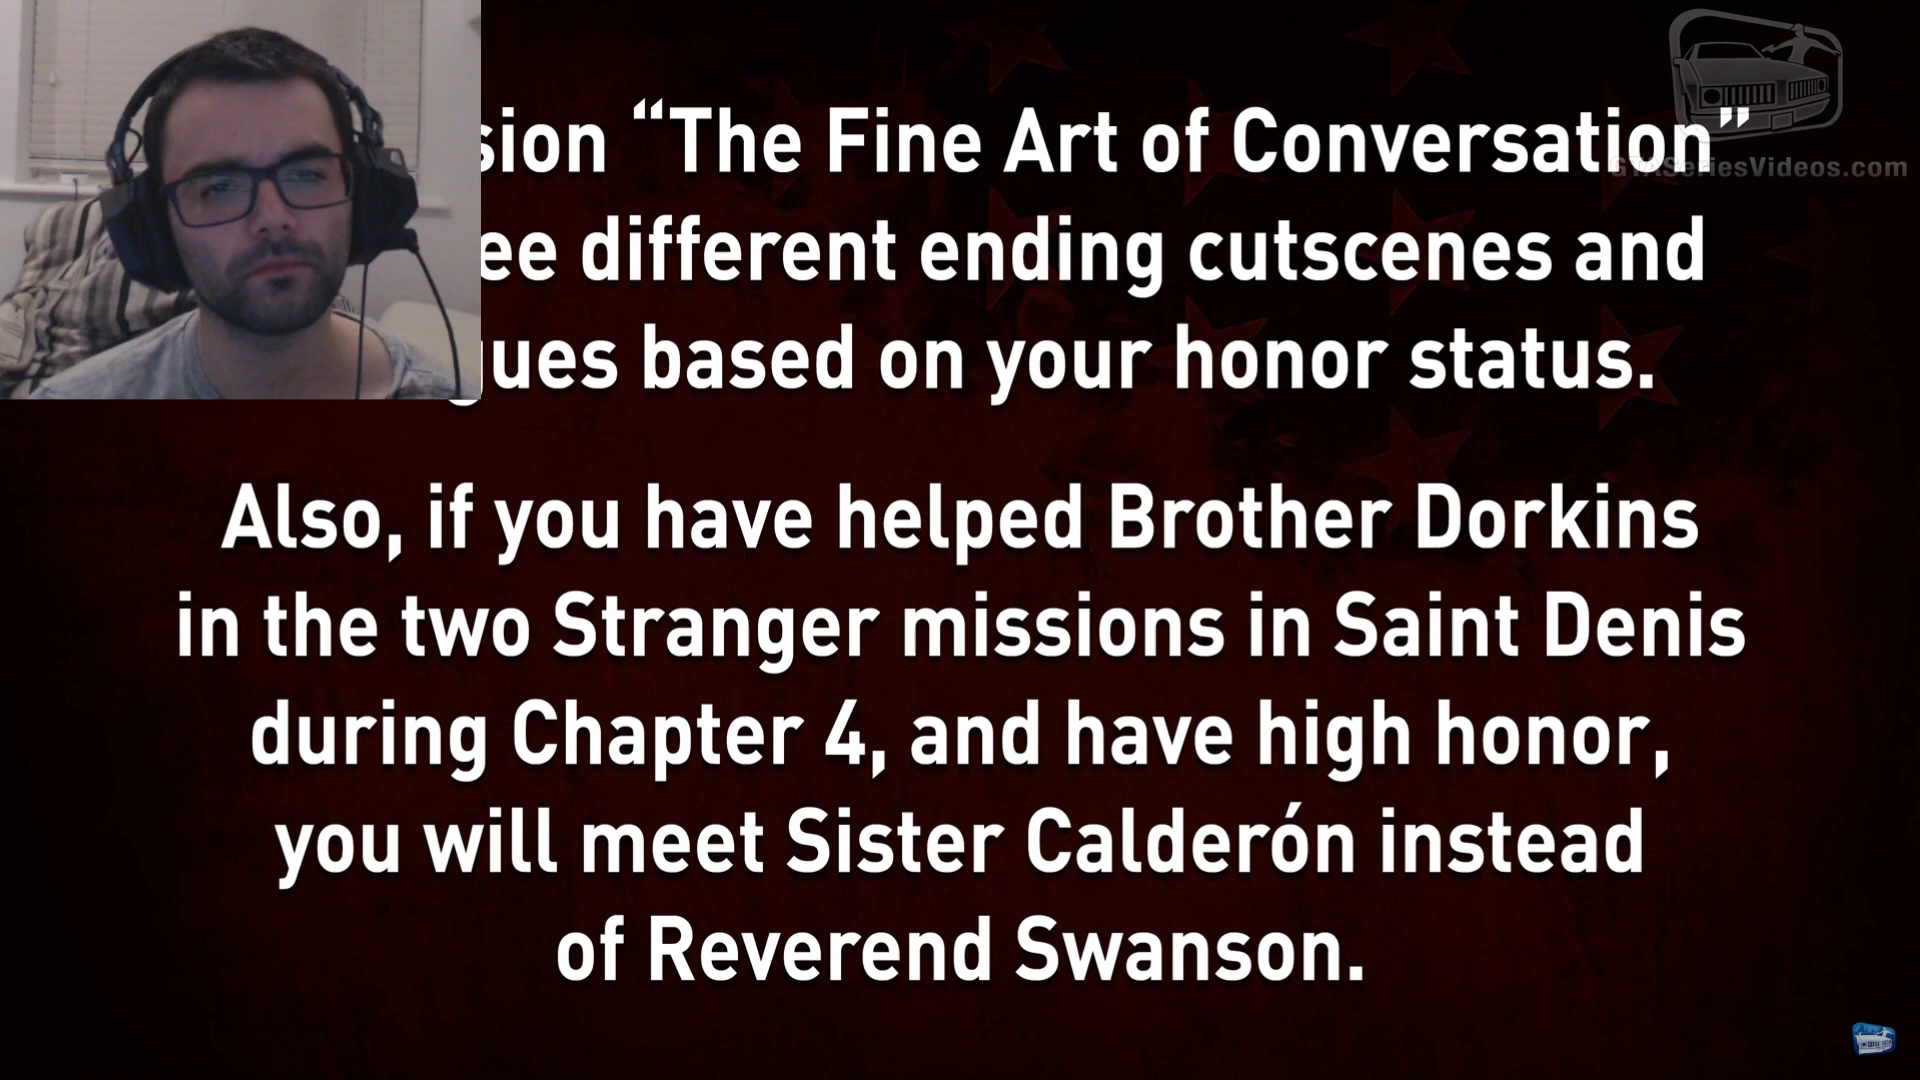 sion “The Fine Art of Conversation”
GTASeriesVideos.com
ee different ending cutscenes and
gues based on your honor status.
Also, if you have helped Brother Dorkins
in the two Stranger missions in Saint Denis
during Chapter 4, and have high honor,
you will meet Sister Calderón instead
of Reverend Swanson.